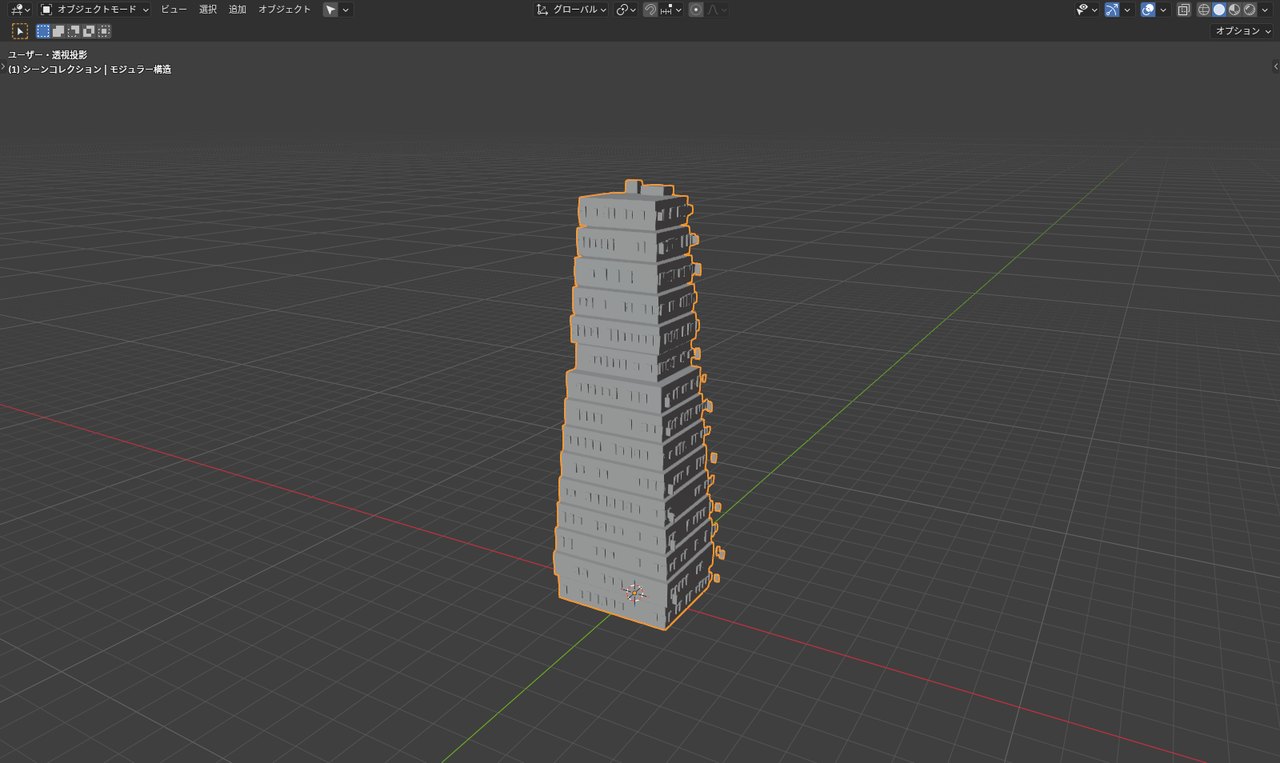 オブジェクトモード ビュー 選択 追加 オブジェクト グローバル
オプション
ユーザー・透視投影
(1) シーンコレクション | モジュラー構造